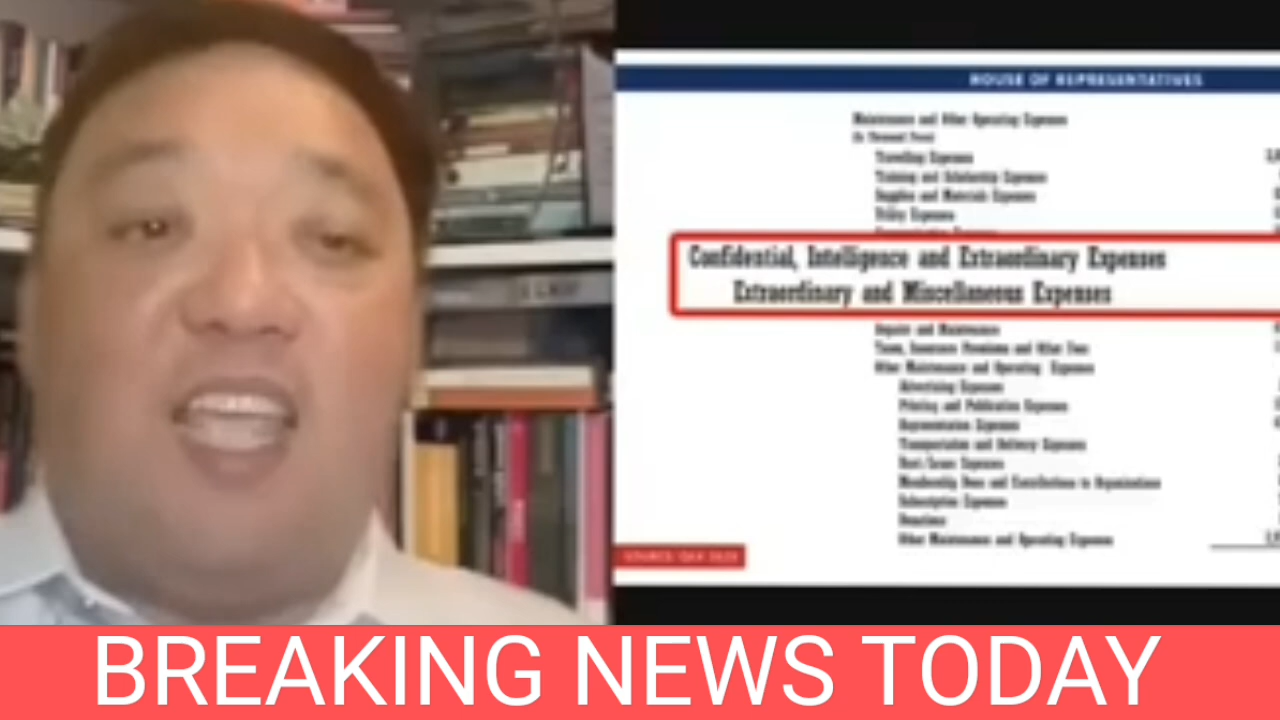 HOUSE OF REPRESENTATIVES
Maintenance and Other Operating Expenses
Travelling Expenses
Training and Scholarship Expenses
Supplies and Materials Expenses
Utility Expenses
Confidential, Intelligence and Extraordinary Expenses
Extraordinary and Miscellaneous Expenses
Repairs and Maintenance
Taxes, Insurance Premiums and Other Fees
Other Maintenance and Operating Expenses
Advertising Expenses
Printing and Publication Expenses
Representation Expenses
Transportation and Delivery Expenses
Rent/Lease Expenses
Membership Dues and Contributions to Organizations
Subscription Expenses
Donations
Other Maintenance and Operating Expenses
BREAKING NEWS TODAY